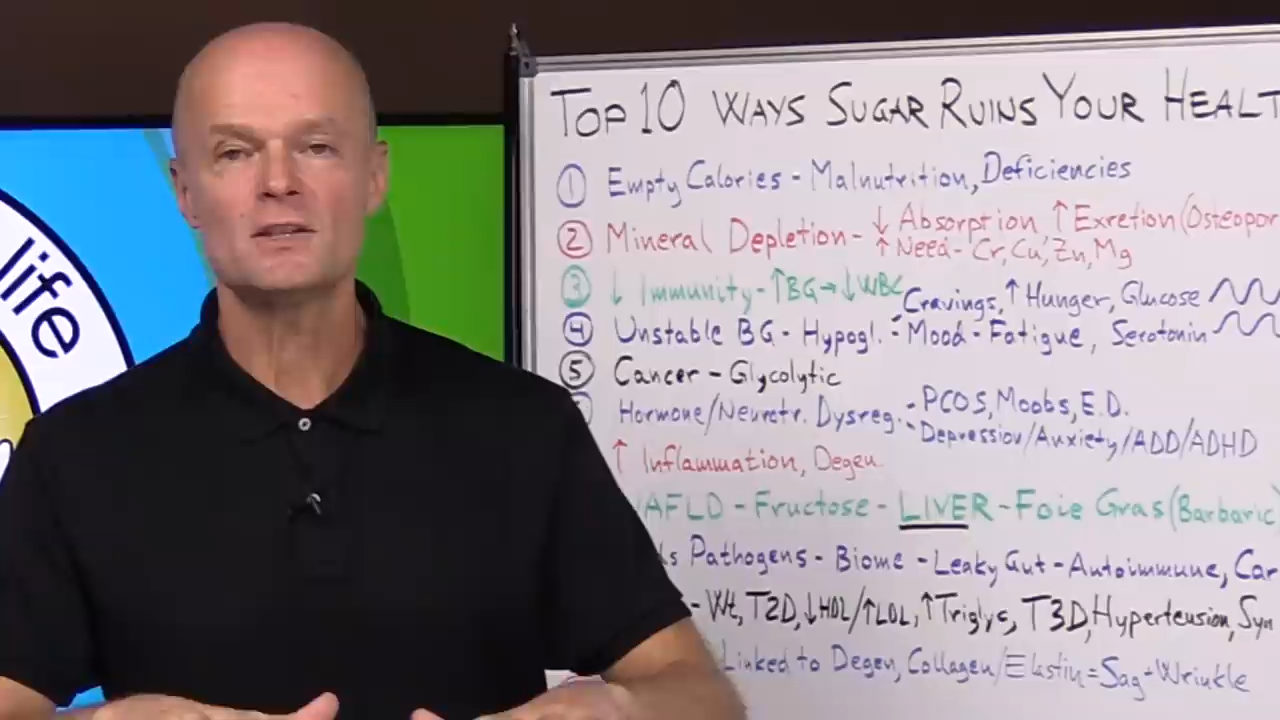 life
TOP 10 WAYS SUGAR RUINS YOUR HEALT
① Empty Calories - Malnutrition, Deficiencies
② Mineral Depletion - ↓ Absorption ↑ Exretion (Osteopor
↑ Need - Cr, Cu, Zn, Mg
③ ↓ Immunity - ↑BG → ↓WBC
- Cravings, ↑ Hunger, Glucose
④ Unstable BG - Hypogl. - Mood - Fatigue, Serotonin
⑤ Cancer - Glycolytic
Hormone/Neurotr. Dysreg. - PCOS, Moobs, E.D.
- Depression/Anxiety/ADD/ADHD
↑ Inflammation, Degen.
AFLD - Fructose - LIVER - Foie Gras (Barbaric)
s Pathogens - Biome - Leaky Gut - Autoimmune, Car
- Wt, T2D, ↓HDL/↑LDL, ↑Triglys, T3D, Hypertension, Syn
Linked to Degen, Collagen/Elastin = Sag + Wrinkle